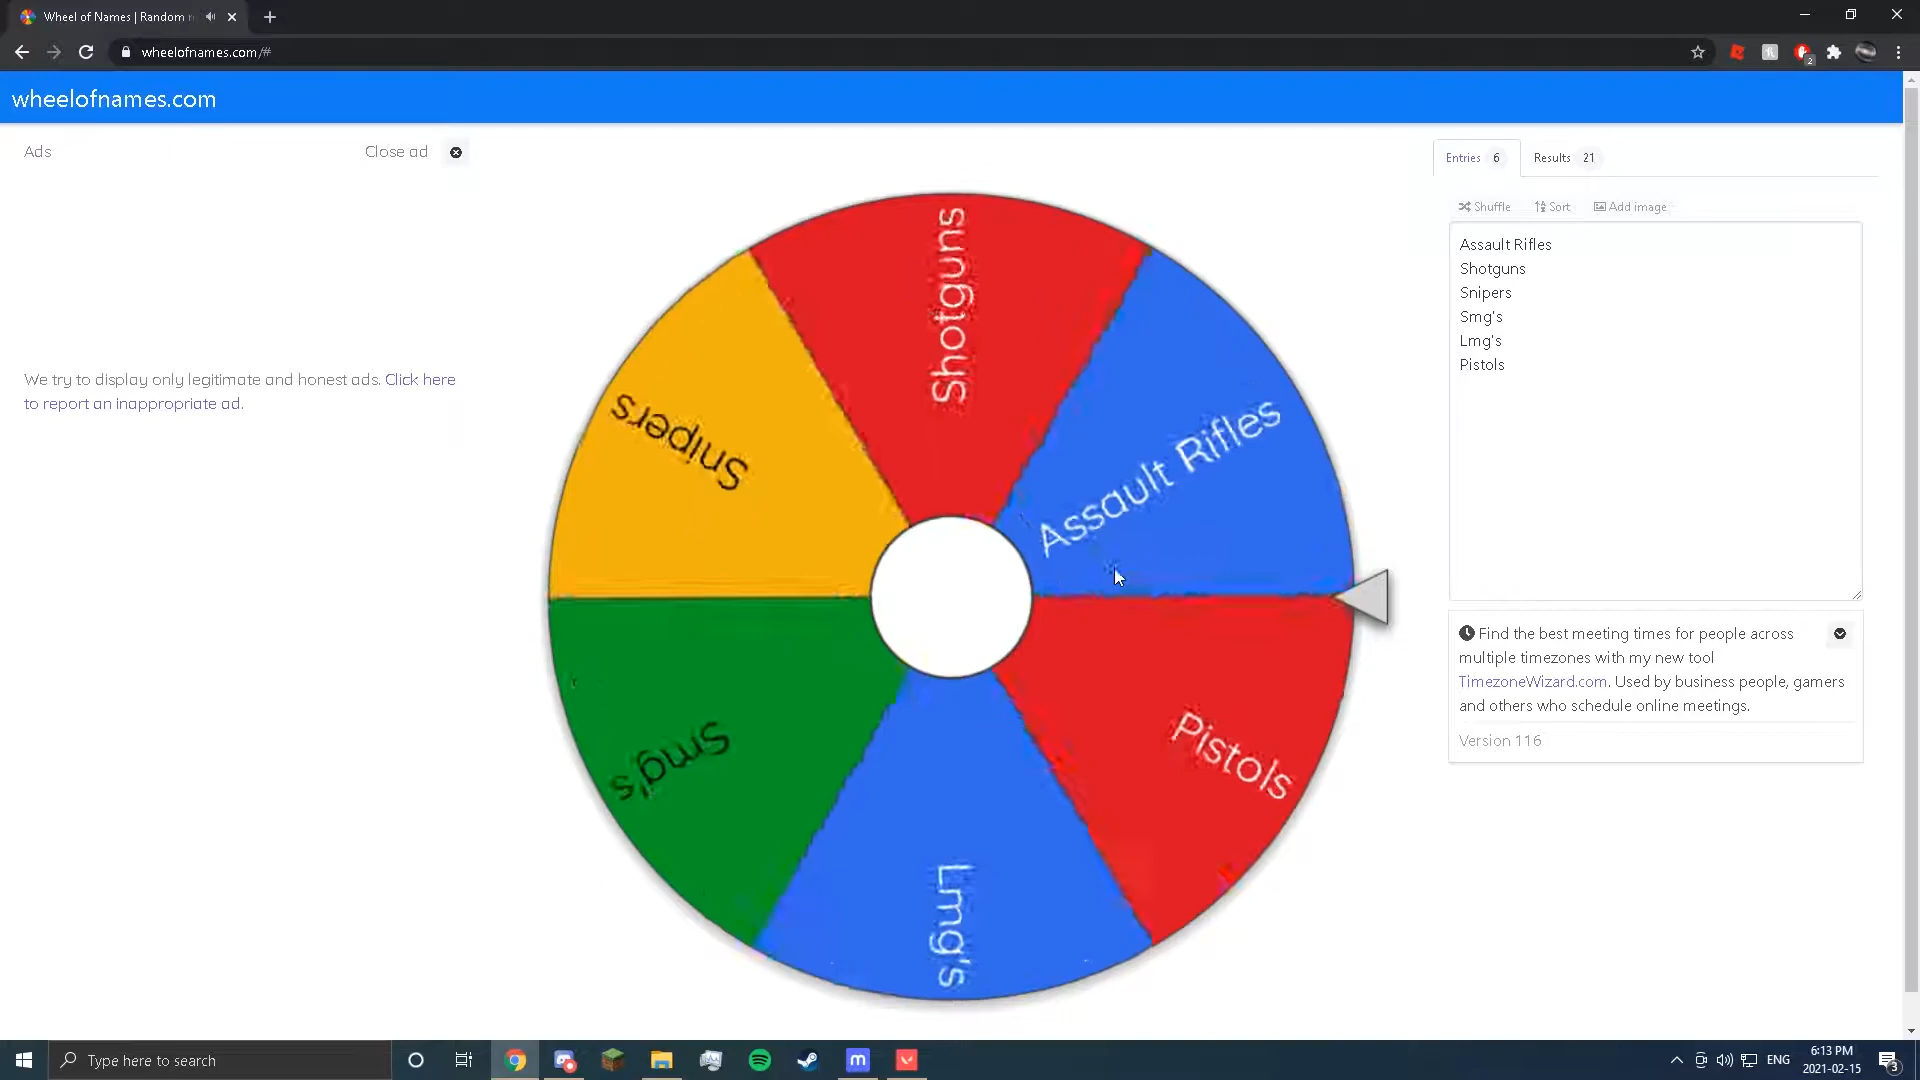 Wheel of Names | Random n
wheelofnames.com/#
2
wheelofnames.com
Ads
Close ad
We try to display only legitimate and honest ads. Click here
to report an inappropriate ad.
Shotguns
Assault Rifles
Snipers
Pistols
Smg's
Lmg's
Entries 6
Results 21
Shuffle
Sort
Add image
Assault Rifles
Shotguns
Snipers
Smg's
Lmg's
Pistols
Find the best meeting times for people across
multiple timezones with my new tool
TimezoneWizard.com. Used by business people, gamers
and others who schedule online meetings.
Version 116
Type here to search
m
ENG
6:13 PM
2021-02-15
3